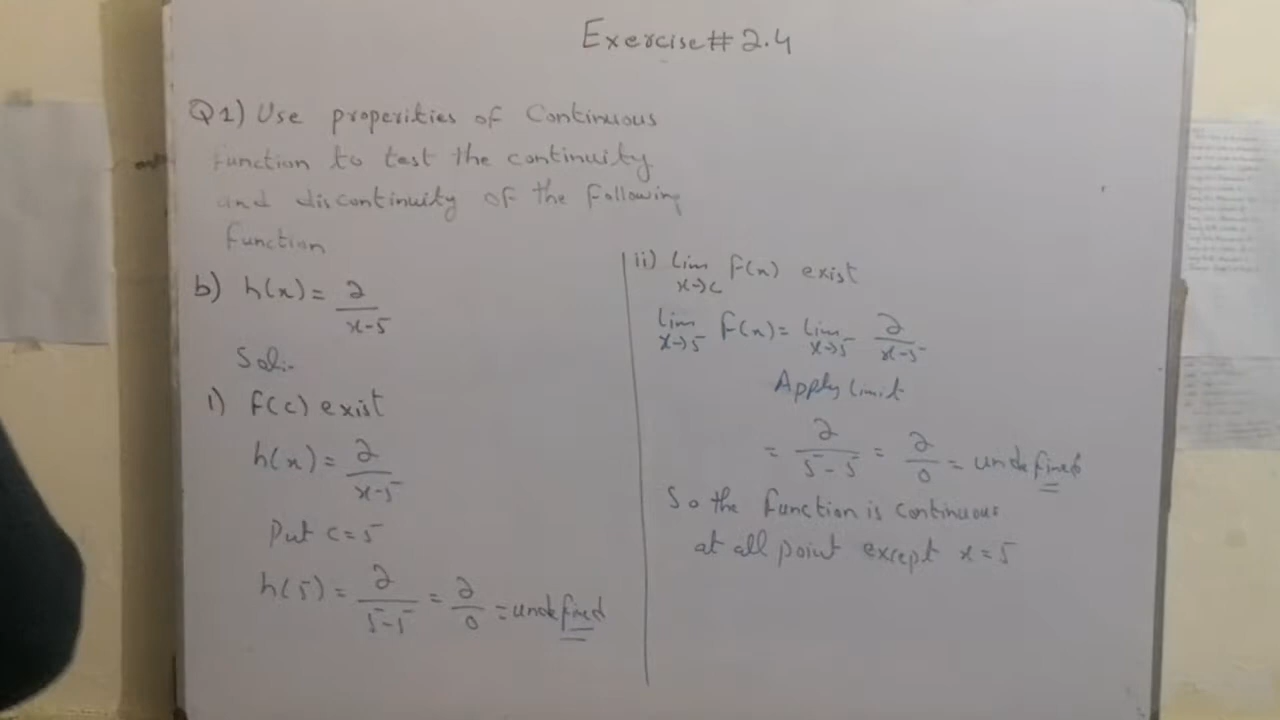 Exercise # 2.4
Q1) Use properities of Continuous
function to test the continuity
and discontinuity of the following
function
b) h(x) = 2/(x-5)
Sol:-
i) f(c) exist
h(x) = 2/(x-5)
Put c=5
h(5) = 2/(5-5) = 2/0 = undefined
ii) lim x→c f(x) exist
lim x→5 f(x) = lim x→5 2/(x-5)
Apply limit
= 2/(5-5) = 2/0 = undefined
So the function is continuous
at all point except x=5